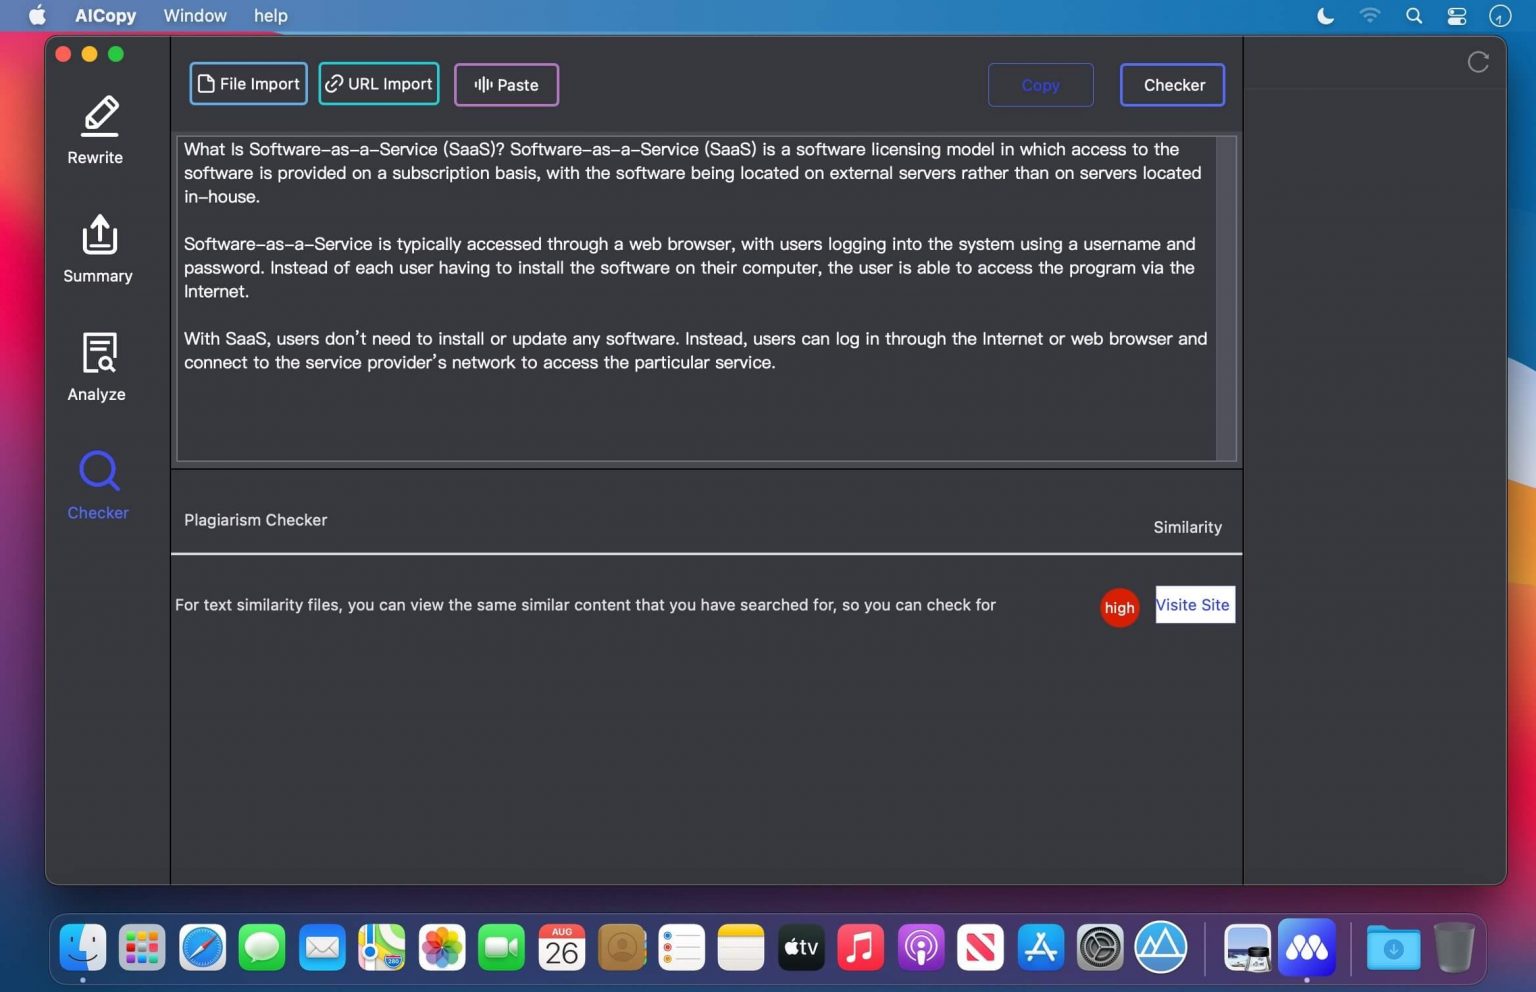 AICopy Window help
File Import URL Import Paste Copy Checker
Rewrite
Summary
Analyze
Checker
What Is Software-as-a-Service (SaaS)? Software-as-a-Service (SaaS) is a software licensing model in which access to the
software is provided on a subscription basis, with the software being located on external servers rather than on servers located
in-house.
Software-as-a-Service is typically accessed through a web browser, with users logging into the system using a username and
password. Instead of each user having to install the software on their computer, the user is able to access the program via the
Internet.
With SaaS, users don't need to install or update any software. Instead, users can log in through the Internet or web browser and
connect to the service provider's network to access the particular service.
Plagiarism Checker
Similarity
For text similarity files, you can view the same similar content that you have searched for, so you can check for
high
Visite Site
AUG
26
280
tv